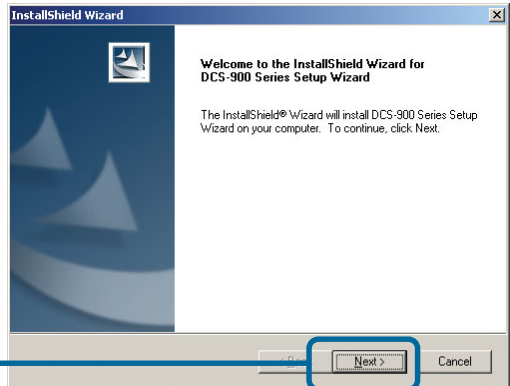 InstallShield Wizard
Welcome to the InstallShield Wizard for
DCS-900 Series Setup Wizard
The InstallShield® Wizard will install DCS-900 Series Setup
Wizard on your computer. To continue, click Next.
Next > Cancel